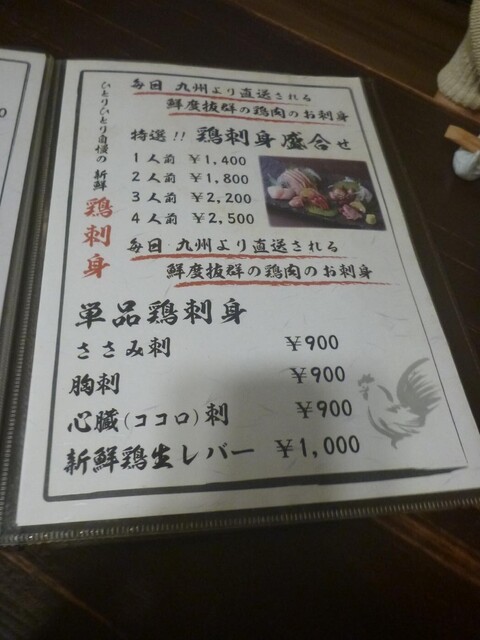 ひとりひとり自慢の新鮮
鶏刺身
毎日 九州より直送される
鮮度抜群の鶏肉のお刺身
特選!! 鶏刺身盛合せ
1人前 ¥1,400
2人前 ¥1,800
3人前 ¥2,200
4人前 ¥2,500
毎日 九州より直送される
鮮度抜群の鶏肉のお刺身
単品鶏刺身
ささみ刺 ¥900
胸刺 ¥900
心臓(ココロ)刺 ¥900
新鮮鶏生レバー ¥1,000